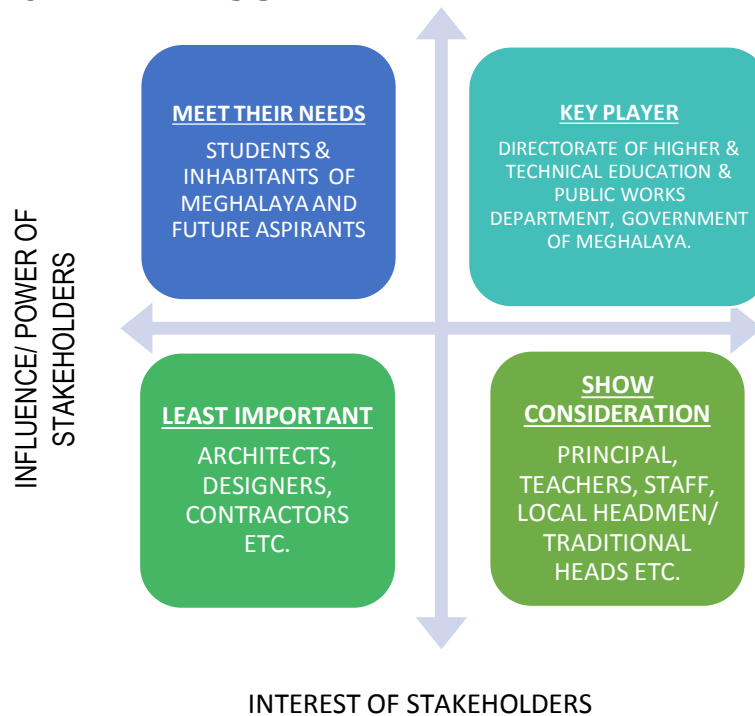 MEET THEIR NEEDS
STUDENTS &
INHABITANTS OF
MEGHALAYA AND
FUTURE ASPIRANTS
KEY PLAYER
DIRECTORATE OF HIGHER &
TECHNICAL EDUCATION &
PUBLIC WORKS
DEPARTMENT, GOVERNMENT
OF MEGHALAYA.
INFLUENCE/ POWER OF
STAKEHOLDERS
LEAST IMPORTANT
ARCHITECTS,
DESIGNERS,
CONTRACTORS
ETC.
SHOW
CONSIDERATION
PRINCIPAL,
TEACHERS, STAFF,
LOCAL HEADMEN/
TRADITIONAL
HEADS ETC.
INTEREST OF STAKEHOLDERS